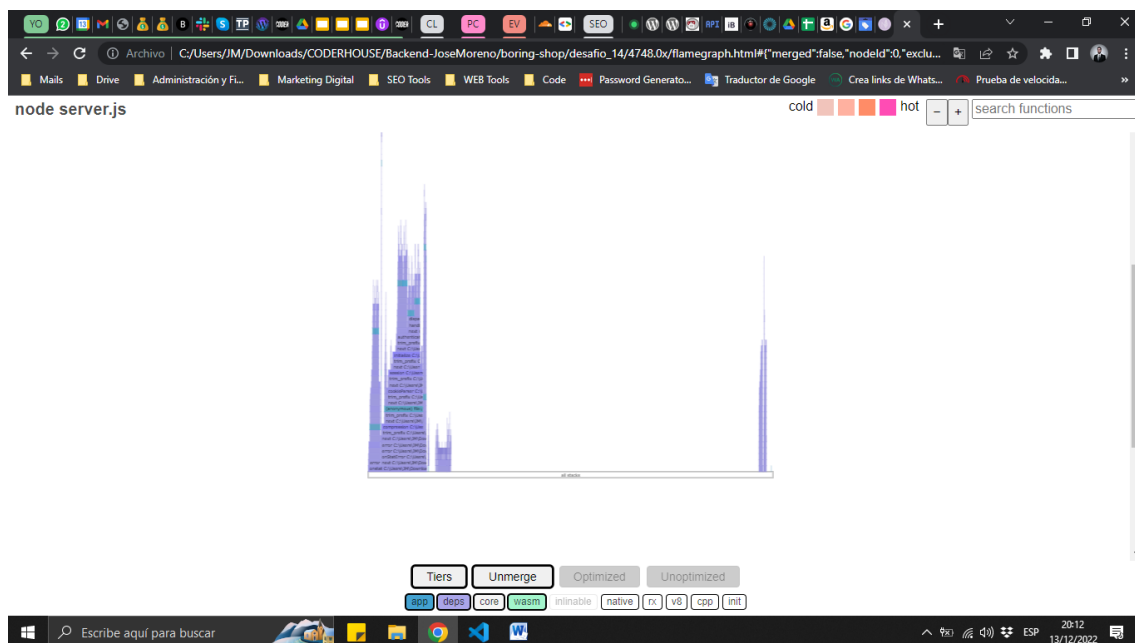 YO TP CL PC EV SEO API iB
Archivo C:/Users/JM/Downloads/CODERHOUSE/Backend-JoseMoreno/boring-shop/desafio_14/4748.0x/flamegraph.html#{"merged":false,"nodeId":0,"exclu...
Mails Drive Administración y Fi... Marketing Digital SEO Tools WEB Tools Code Password Generato... Traductor de Google Crea links de Whats... Prueba de velocida... »
node server.js cold hot − + search functions
all stacks
Tiers Unmerge Optimized Unoptimized
app deps core wasm inlinable native rx v8 cpp init
Escribe aquí para buscar ESP 20:12
13/12/2022